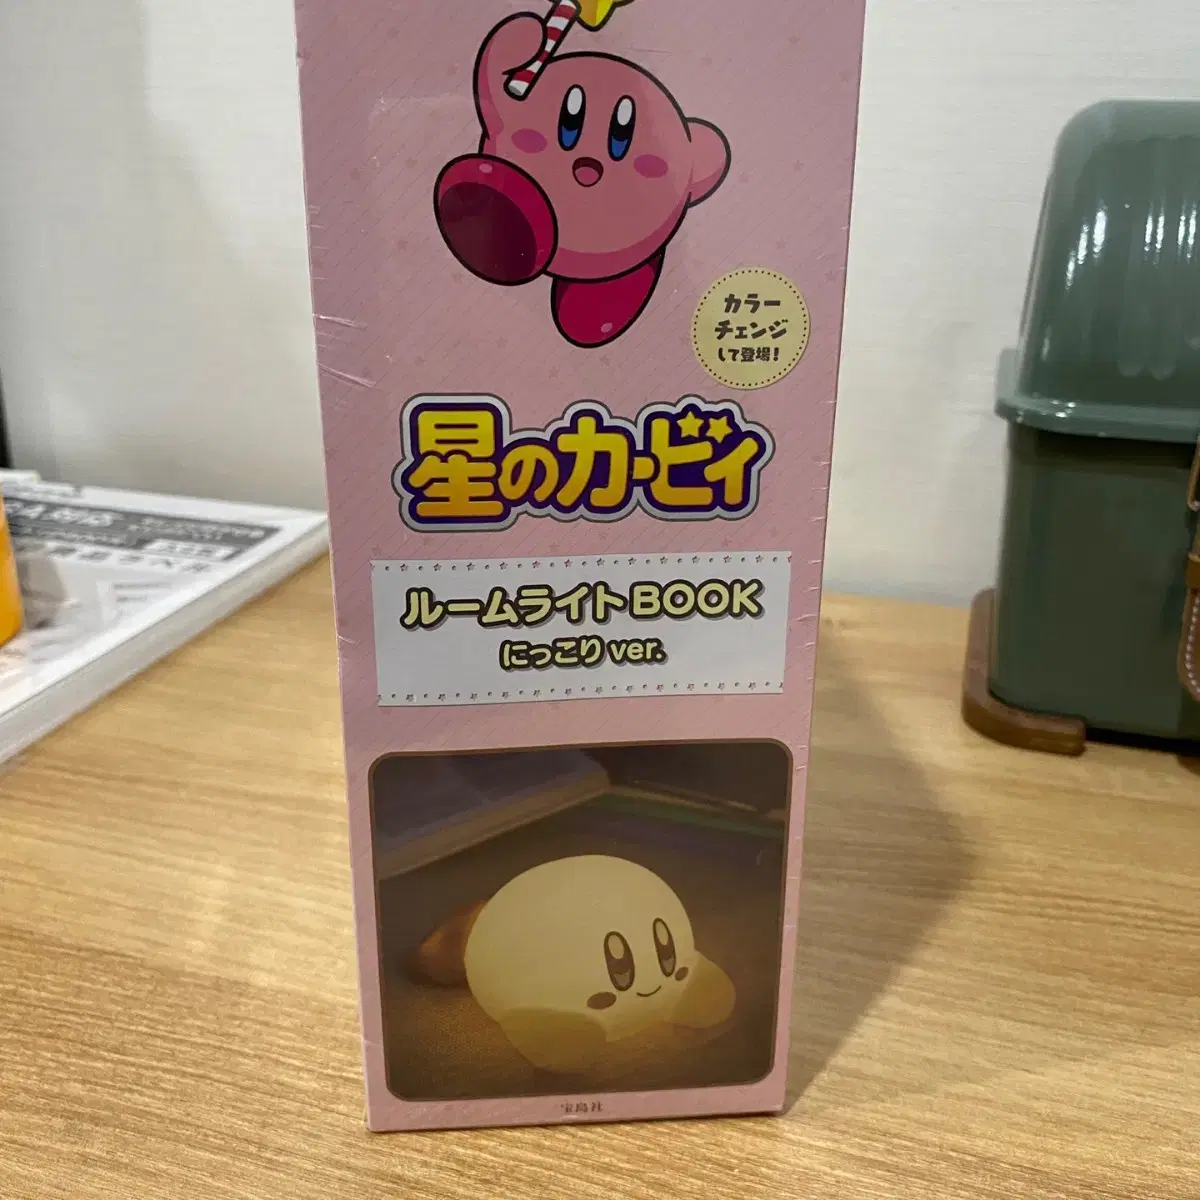 カラー
チェンジ
して登場!
星のカービィ
ルームライトBOOK
にっこりver.
宝島社